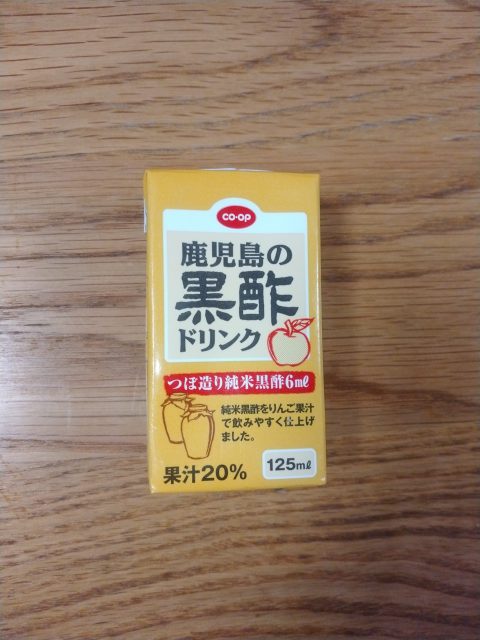 CO·OP
鹿児島の
黒酢
ドリンク
つぼ造り純米黒酢6mℓ
純米黒酢をりんご果汁
で飲みやすく仕上げ
ました。
果汁20%
125mℓ